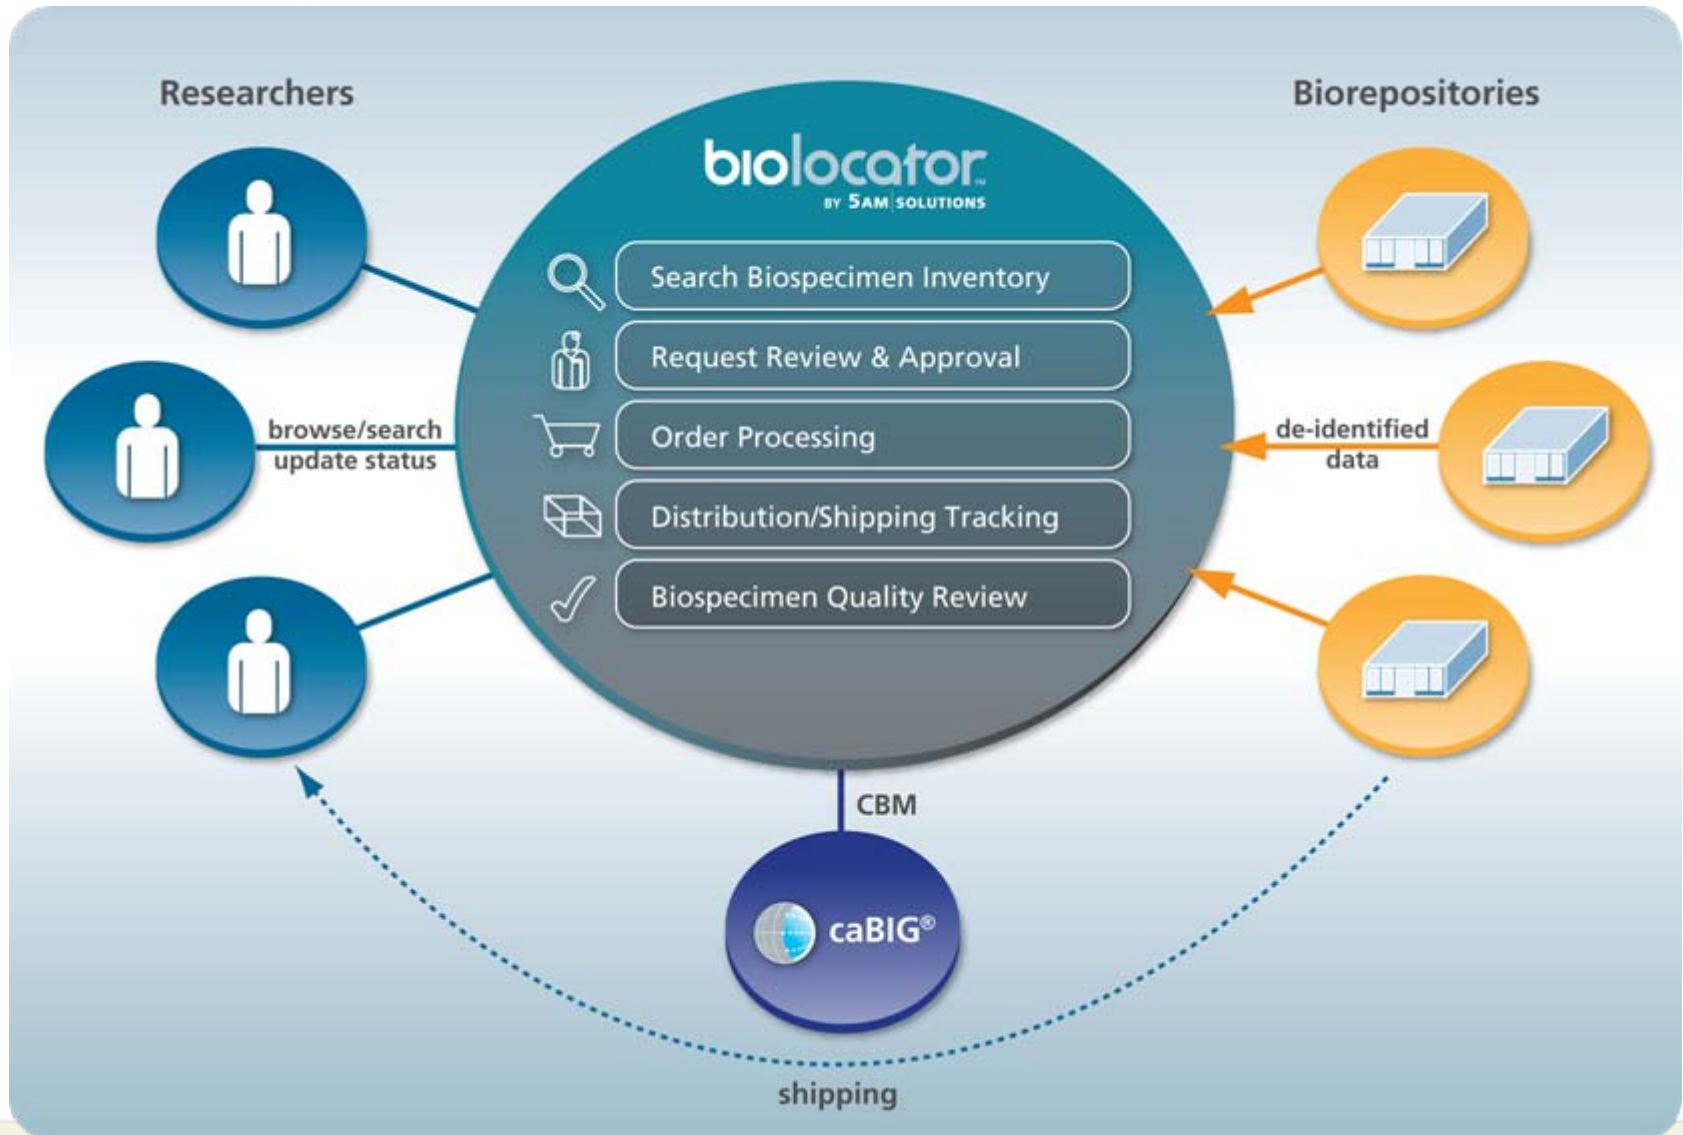 Researchers
Biorepositories
biolocator™
BY 5AM|SOLUTIONS
Search Biospecimen Inventory
Request Review & Approval
Order Processing
Distribution/Shipping Tracking
Biospecimen Quality Review
browse/search
update status
de-identified
data
CBM
caBIG®
shipping